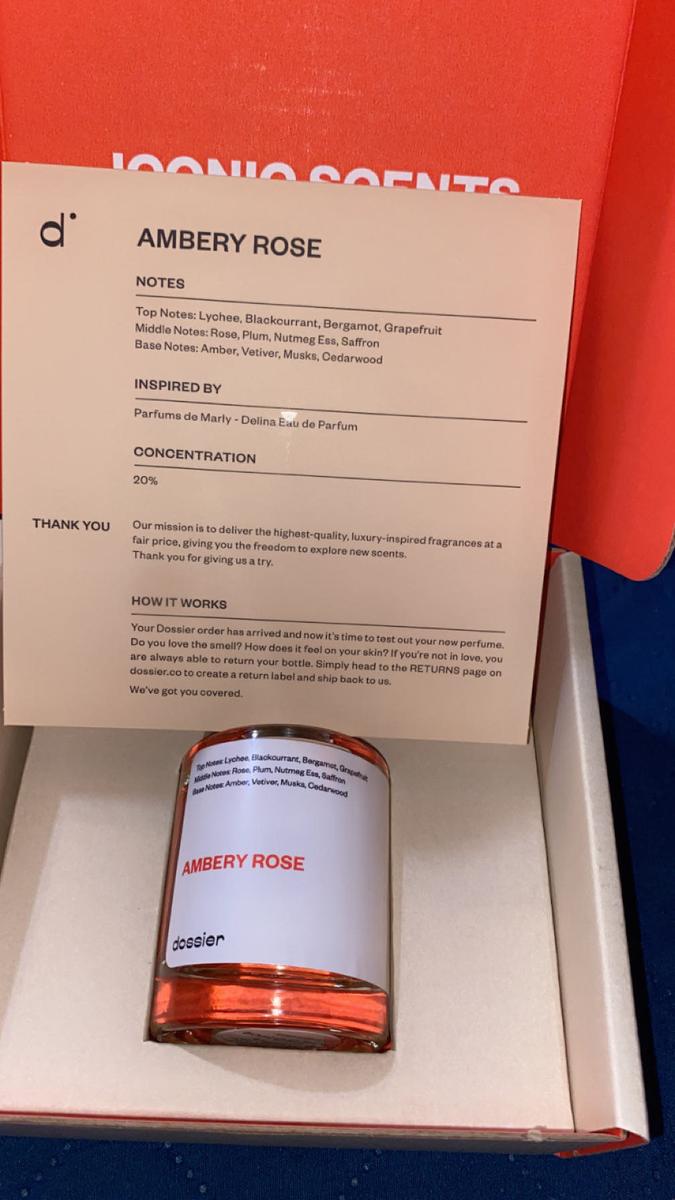 ICONIC SCENTS
d
AMBERY ROSE
NOTES
Top Notes: Lychee, Blackcurrant, Bergamot, Grapefruit
Middle Notes: Rose, Plum, Nutmeg Ess, Saffron
Base Notes: Amber, Vetiver, Musks, Cedarwood
INSPIRED BY
Parfums de Marly - Delina Eau de Parfum
CONCENTRATION
20%
THANK YOU
Our mission is to deliver the highest-quality, luxury-inspired fragrances at a
fair price, giving you the freedom to explore new scents.
Thank you for giving us a try.
HOW IT WORKS
Your Dossier order has arrived and now it's time to test out your new perfume.
Do you love the smell? How does it feel on your skin? If you're not in love, you
are always able to return your bottle. Simply head to the RETURNS page on
dossier.co to create a return label and ship back to us.
We've got you covered.
Top Notes: Lychee, Blackcurrant, Bergamot, Grapefruit
Middle Notes: Rose, Plum, Nutmeg Ess, Saffron
Base Notes: Amber, Vetiver, Musks, Cedarwood
AMBERY ROSE
dossier